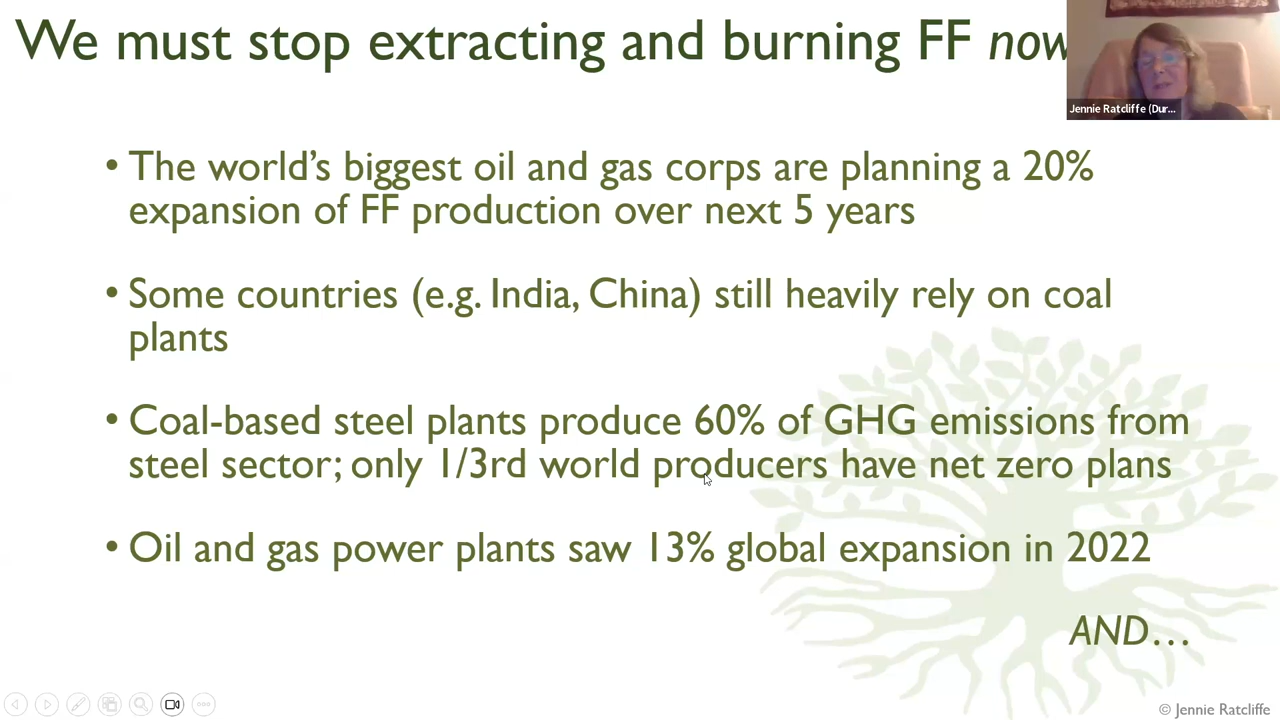 We must stop extracting and burning FF now
Jennie Ratcliffe (Dur...
• The world's biggest oil and gas corps are planning a 20%
expansion of FF production over next 5 years
• Some countries (e.g. India, China) still heavily rely on coal
plants
• Coal-based steel plants produce 60% of GHG emissions from
steel sector; only 1/3rd world producers have net zero plans
• Oil and gas power plants saw 13% global expansion in 2022
AND…
© Jennie Ratcliffe